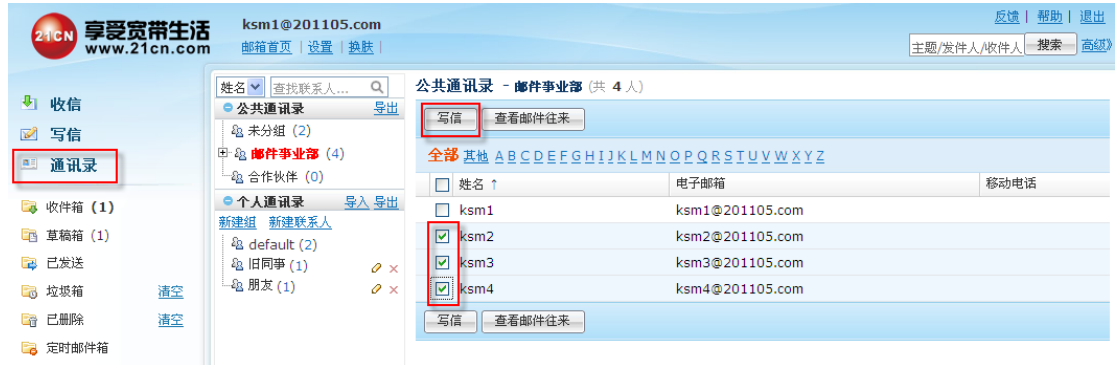 21CN 享受宽带生活
www.21cn.com
ksm1@201105.com
邮箱首页 | 设置 | 换肤 |
反馈 | 帮助 | 退出
主题/发件人/收件人 搜索 高级》
收信
写信
通讯录
收件箱 (1)
草稿箱 (1)
已发送
垃圾箱 清空
已删除 清空
定时邮件箱
姓名 查找联系人...
公共通讯录 导出
未分组 (2)
邮件事业部 (4)
合作伙伴 (0)
个人通讯录 导入 导出
新建组 新建联系人
default (2)
旧同事 (1)
朋友 (1)
公共通讯录 - 邮件事业部 (共 4 人)
写信 查看邮件往来
全部 其他 A B C D E F G H I J K L M N O P Q R S T U V W X Y Z
姓名 ↑ 电子邮箱 移动电话
ksm1 ksm1@201105.com
ksm2 ksm2@201105.com
ksm3 ksm3@201105.com
ksm4 ksm4@201105.com
写信 查看邮件往来